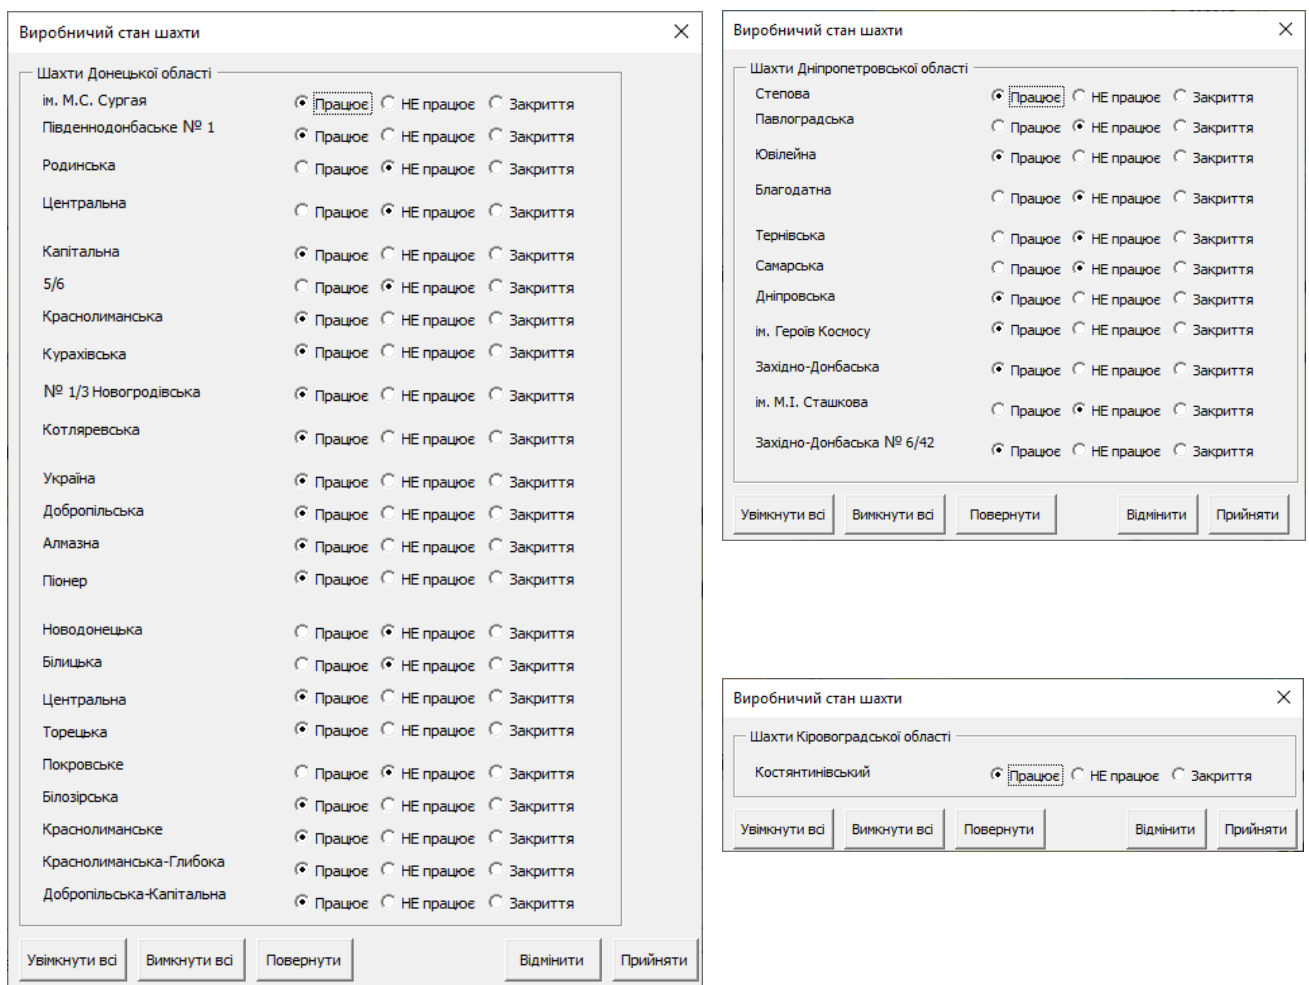 Виробничий стан шахти
Шахти Донецької області
ім. М.С. Сургая Працює НЕ працює Закриття
Південнодонбаське № 1 Працює НЕ працює Закриття
Родинська Працює НЕ працює Закриття
Центральна Працює НЕ працює Закриття
Капітальна Працює НЕ працює Закриття
5/6 Працює НЕ працює Закриття
Краснолиманська Працює НЕ працює Закриття
Курахівська Працює НЕ працює Закриття
№ 1/3 Новогродівська Працює НЕ працює Закриття
Котляревська Працює НЕ працює Закриття
Україна Працює НЕ працює Закриття
Добропільська Працює НЕ працює Закриття
Алмазна Працює НЕ працює Закриття
Піонер Працює НЕ працює Закриття
Новодонецька Працює НЕ працює Закриття
Білицька Працює НЕ працює Закриття
Центральна Працює НЕ працює Закриття
Торецька Працює НЕ працює Закриття
Покровське Працює НЕ працює Закриття
Білозірська Працює НЕ працює Закриття
Краснолиманське Працює НЕ працює Закриття
Краснолиманська-Глибока Працює НЕ працює Закриття
Добропільська-Капітальна Працює НЕ працює Закриття
Увімкнути всі Вимкнути всі Повернути Відмінити Прийняти
Виробничий стан шахти
Шахти Дніпропетровської області
Степова Працює НЕ працює Закриття
Павлоградська Працює НЕ працює Закриття
Ювілейна Працює НЕ працює Закриття
Благодатна Працює НЕ працює Закриття
Тернівська Працює НЕ працює Закриття
Самарська Працює НЕ працює Закриття
Дніпровська Працює НЕ працює Закриття
ім. Героїв Космосу Працює НЕ працює Закриття
Західно-Донбаська Працює НЕ працює Закриття
ім. М.І. Сташкова Працює НЕ працює Закриття
Західно-Донбаська № 6/42 Працює НЕ працює Закриття
Увімкнути всі Вимкнути всі Повернути Відмінити Прийняти
Виробничий стан шахти
Шахти Кіровоградської області
Костянтинівський Працює НЕ працює Закриття
Увімкнути всі Вимкнути всі Повернути Відмінити Прийняти